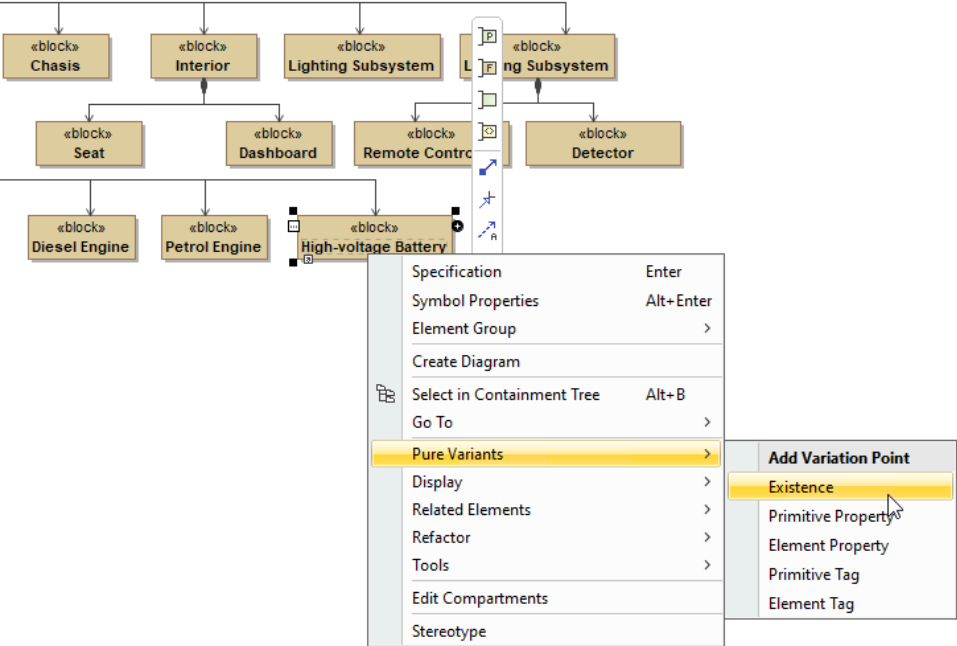 «block»
Chasis
«block»
Interior
«block»
Lighting Subsystem
«block»
L ng Subsystem
P
F
«block»
Seat
«block»
Dashboard
«block»
Remote Contro
«block»
Detector
A
«block»
Diesel Engine
«block»
Petrol Engine
«block»
High-voltage Battery
Specification Enter
Symbol Properties Alt+Enter
Element Group
Create Diagram
Select in Containment Tree Alt+B
Go To
Pure Variants
Display
Related Elements
Refactor
Tools
Edit Compartments
Stereotype
Add Variation Point
Existence
Primitive Property
Element Property
Primitive Tag
Element Tag